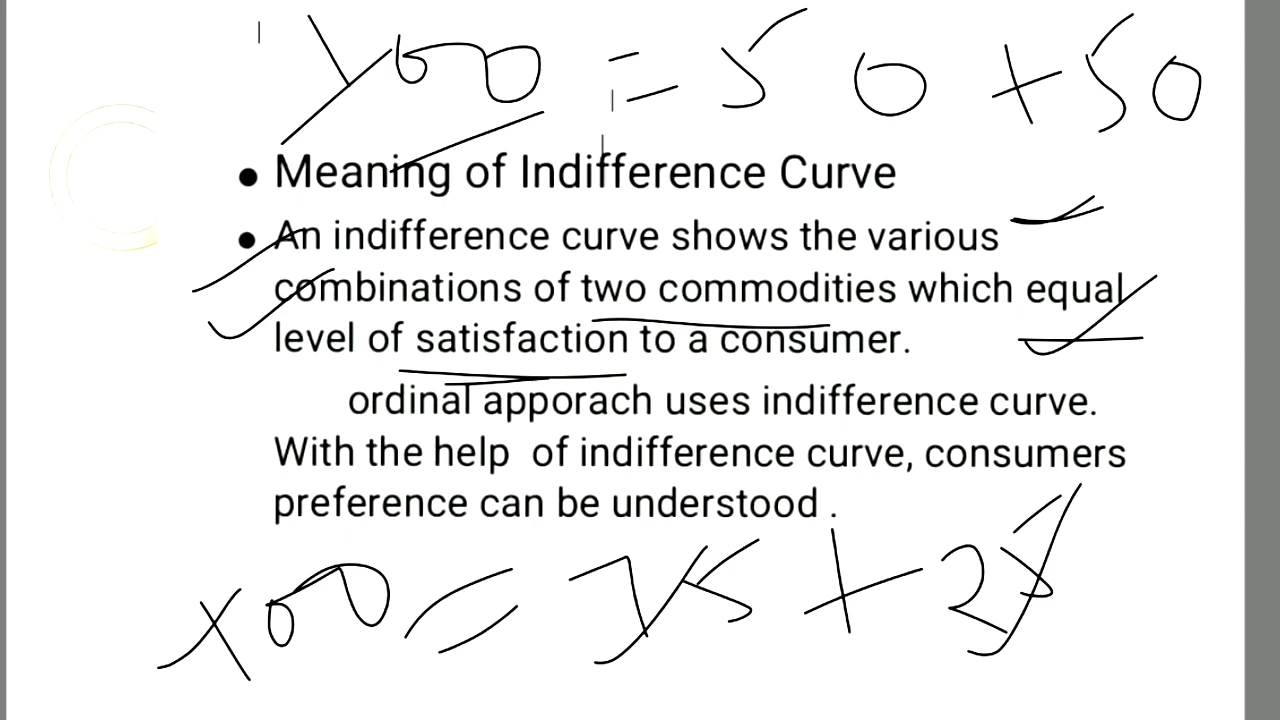 100 = 50 + 50
• Meaning of Indifference Curve
• An indifference curve shows the various
combinations of two commodities which equal
level of satisfaction to a consumer.
ordinal apporach uses indifference curve.
With the help of indifference curve, consumers
preference can be understood .
100 = 75 + 25